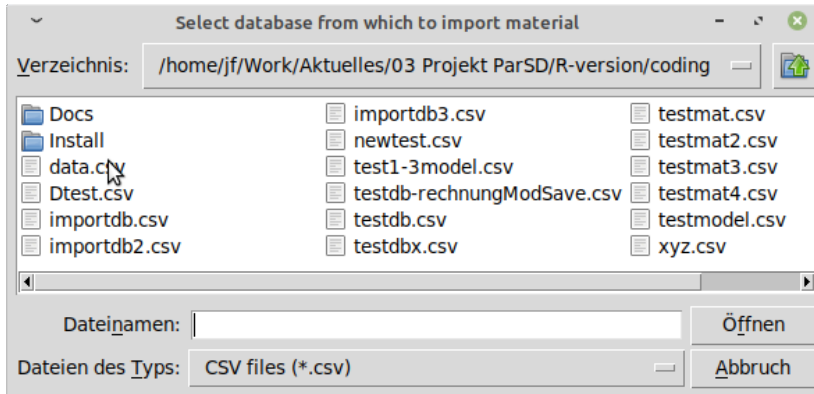 Select database from which to import material
Verzeichnis: /home/jf/Work/Aktuelles/03 Projekt ParSD/R-version/coding
Docs
Install
data.csv
Dtest.csv
importdb.csv
importdb2.csv
importdb3.csv
newtest.csv
test1-3model.csv
testdb-rechnungModSave.csv
testdb.csv
testdbx.csv
testmat.csv
testmat2.csv
testmat3.csv
testmat4.csv
testmodel.csv
xyz.csv
Dateinamen:
Öffnen
Dateien des Typs: CSV files (*.csv)
Abbruch